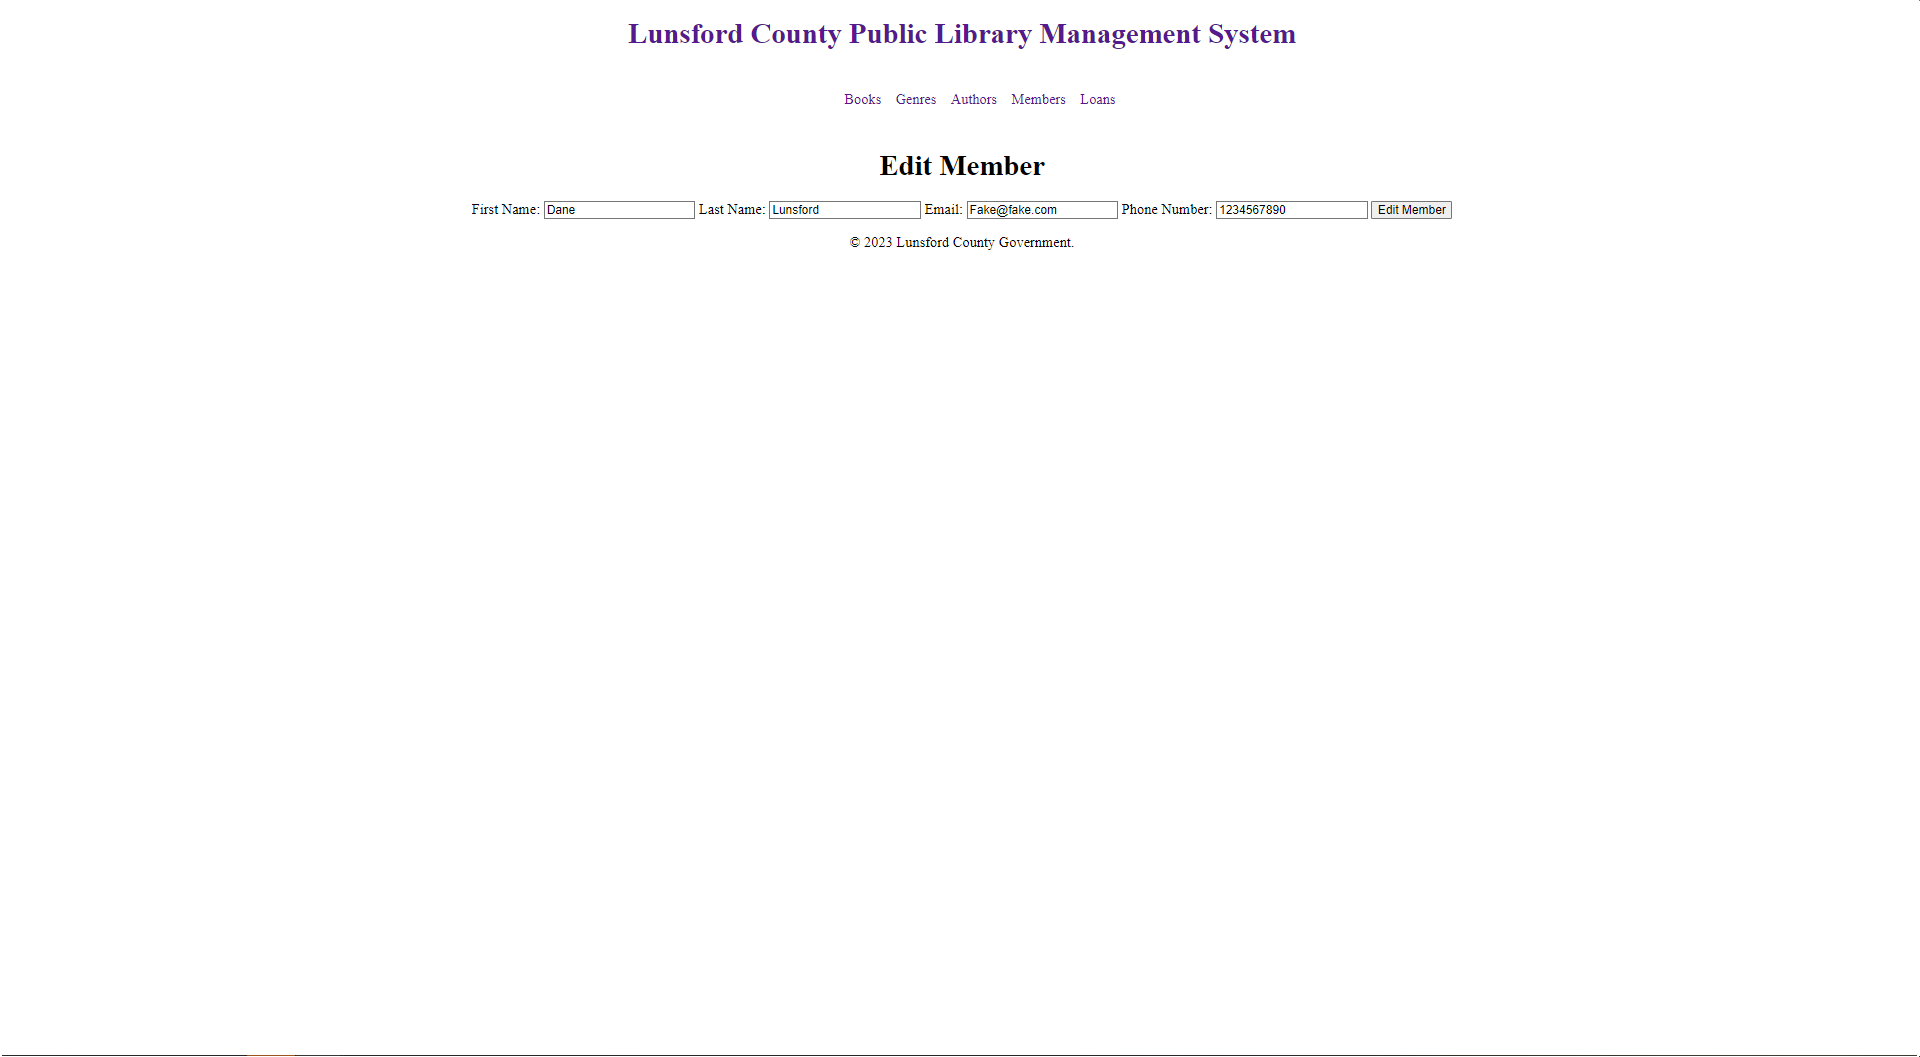 Lunsford County Public Library Management System
Books Genres Authors Members Loans
Edit Member
First Name: Dane Last Name: Lunsford Email: Fake@fake.com Phone Number: 1234567890 Edit Member
© 2023 Lunsford County Government.